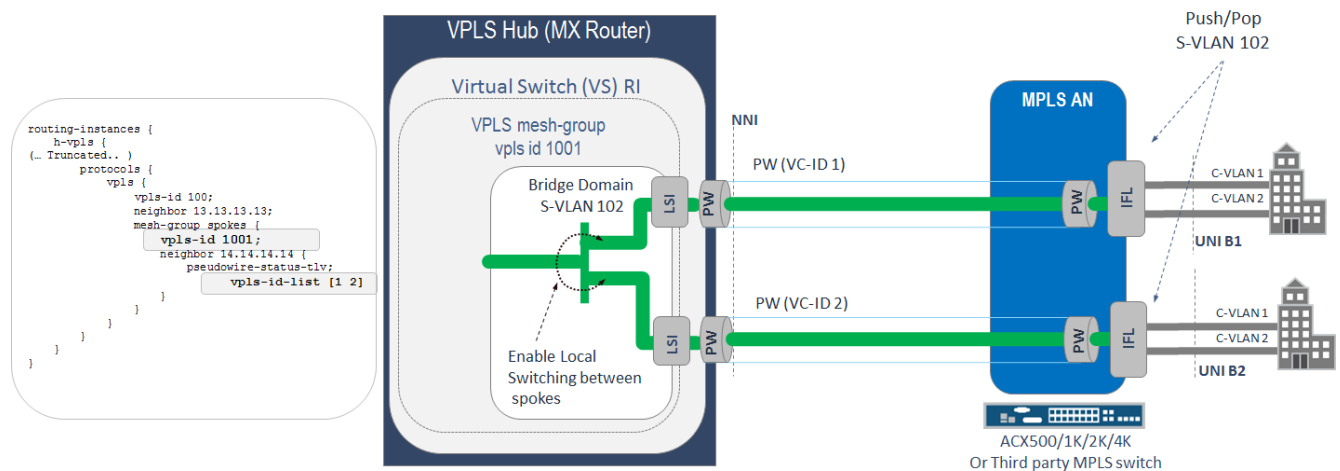 routing-instances {
h-vpls {
(… Truncated.. )
protocols {
vpls {
vpls-id 100;
neighbor 13.13.13.13;
mesh-group spokes {
vpls-id 1001;
neighbor 14.14.14.14 {
pseudowire-status-tlv;
vpls-id-list [1 2]
}
}
}
}
}
}
VPLS Hub (MX Router)
Virtual Switch (VS) RI
VPLS mesh-group
vpls id 1001
Bridge Domain
S-VLAN 102
LSI
PW
LSI
PW
Enable Local
Switching between
spokes
NNI
PW (VC-ID 1)
PW (VC-ID 2)
MPLS AN
PW
IFL
PW
IFL
Push/Pop
S-VLAN 102
C-VLAN 1
C-VLAN 2
UNI B1
C-VLAN 1
C-VLAN 2
UNI B2
ACX500/1K/2K/4K
Or Third party MPLS switch